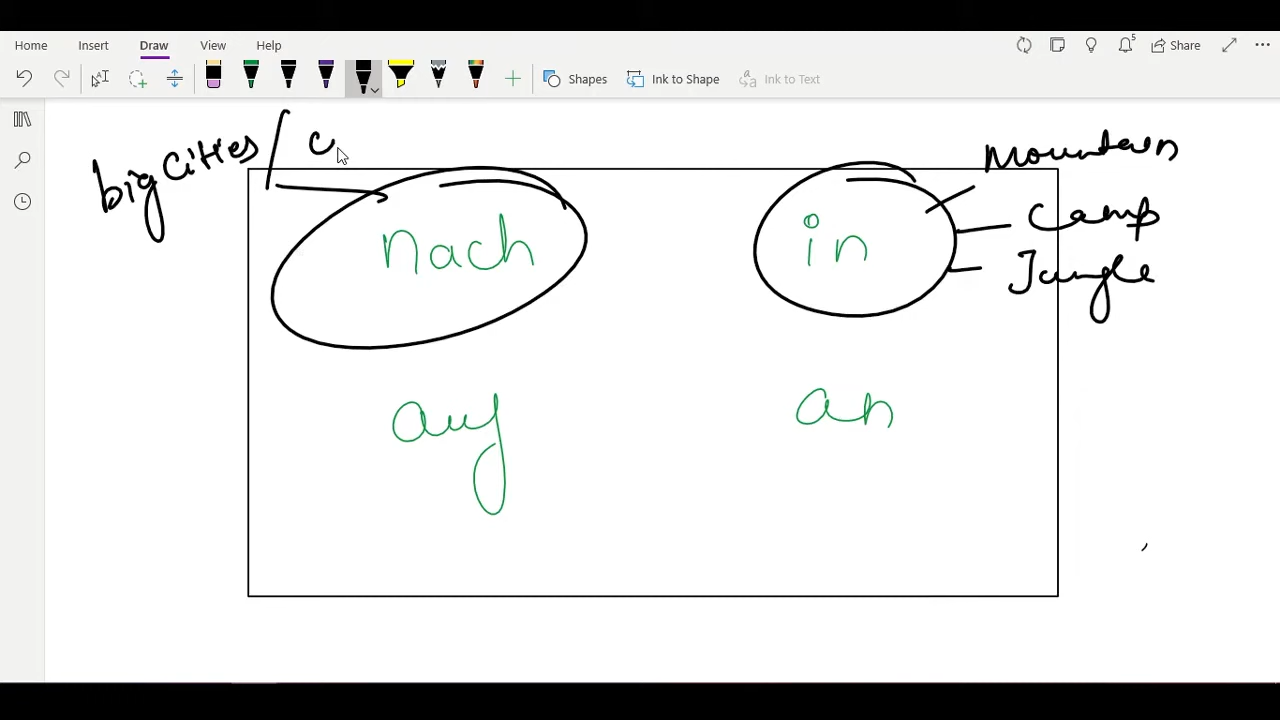 Home Insert Draw View Help
5
Share
Shapes Ink to Shape Ink to Text
big Cities / C
Mountain
Camp
Jungle
nach in
auf an